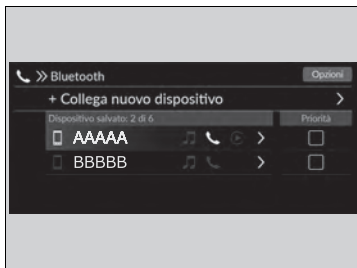 Bluetooth
Opzioni
+ Collega nuovo dispositivo
Dispositivo salvato: 2 di 6
Priorità
AAAAA
BBBBB